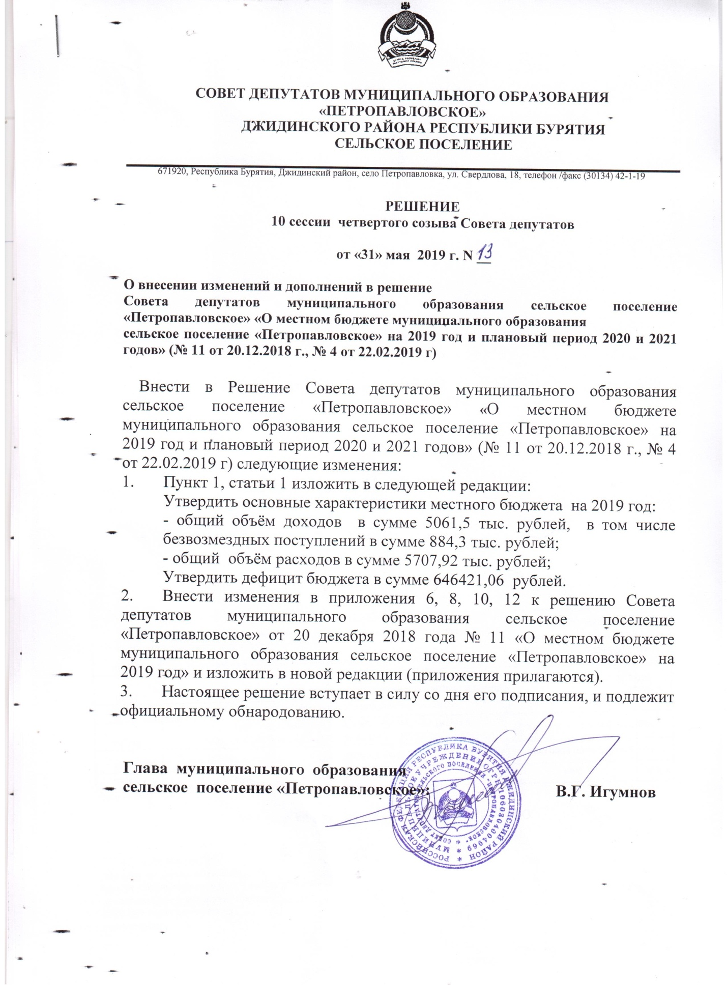 СОВЕТ ДЕПУТАТОВ МУНИЦИПАЛЬНОГО ОБРАЗОВАНИЯ
«ПЕТРОПАВЛОВСКОЕ»
ДЖИДИНСКОГО РАЙОНА РЕСПУБЛИКИ БУРЯТИЯ
СЕЛЬСКОЕ ПОСЕЛЕНИЕ
671920, Республика Бурятия, Джидинский район, село Петропавловка, ул. Свердлова, 18, телефон /факс (30134) 42-1-19
РЕШЕНИЕ
10 сессии четвертого созыва Совета депутатов
от «31» мая 2019 г. N 13
О внесении изменений и дополнений в решение
Совета депутатов муниципального образования сельское поселение
«Петропавловское» «О местном бюджете муниципального образования
сельское поселение «Петропавловское» на 2019 год и плановый период 2020 и 2021
годов» (№ 11 от 20.12.2018 г., № 4 от 22.02.2019 г)
Внести в Решение Совета депутатов муниципального образования
сельское поселение «Петропавловское» «О местном бюджете
муниципального образования сельское поселение «Петропавловское» на
2019 год и плановый период 2020 и 2021 годов» (№ 11 от 20.12.2018 г., № 4
от 22.02.2019 г) следующие изменения:
1. Пункт 1, статьи 1 изложить в следующей редакции:
Утвердить основные характеристики местного бюджета на 2019 год:
- общий объём доходов в сумме 5061,5 тыс. рублей, в том числе
безвозмездных поступлений в сумме 884,3 тыс. рублей;
- общий объём расходов в сумме 5707,92 тыс. рублей;
Утвердить дефицит бюджета в сумме 646421,06 рублей.
2. Внести изменения в приложения 6, 8, 10, 12 к решению Совета
депутатов муниципального образования сельское поселение
«Петропавловское» от 20 декабря 2018 года № 11 «О местном бюджете
муниципального образования сельское поселение «Петропавловское» на
2019 год» и изложить в новой редакции (приложения прилагаются).
3. Настоящее решение вступает в силу со дня его подписания, и подлежит
официальному обнародованию.
Глава муниципального образования
сельское поселение «Петропавловское»: В.Г. Игумнов
РОССИЙСКАЯ ФЕДЕРАЦИЯ РЕСПУБЛИКА БУРЯТИЯ ДЖИДИНСКИЙ РАЙОН *
МУНИЦИПАЛЬНОЕ УЧРЕЖДЕНИЕ ОГРН 1060304004969 *
СОВЕТ ДЕПУТАТОВ СЕЛЬСКОГО ПОСЕЛЕНИЯ "ПЕТРОПАВЛОВСКОЕ" *